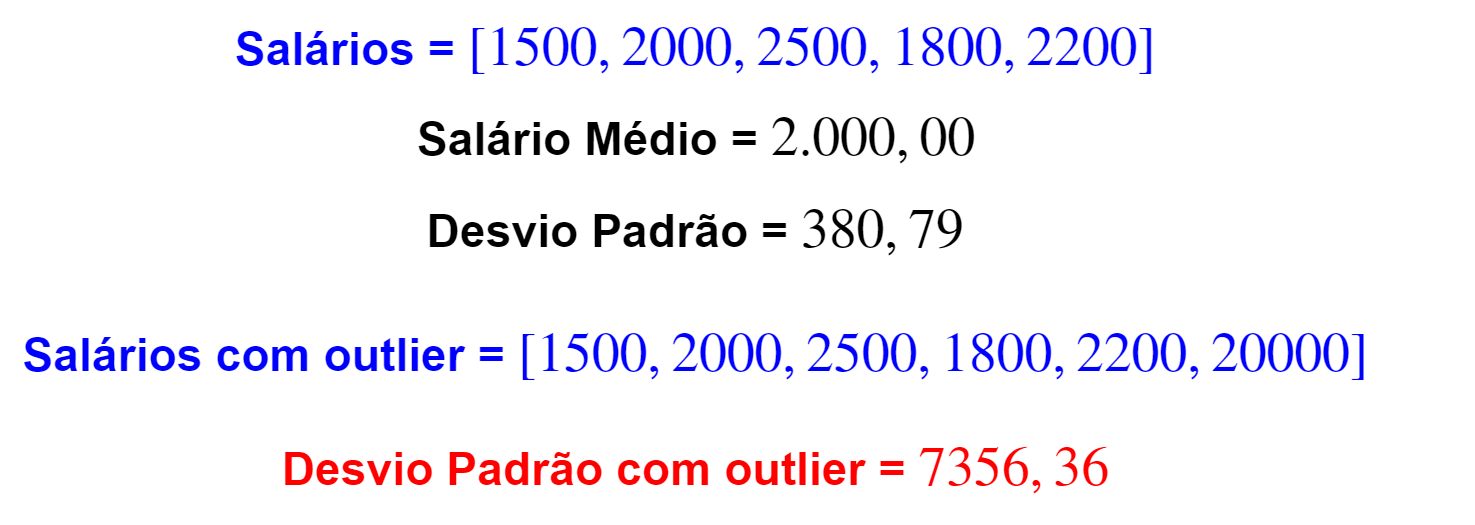 Salários = [1500, 2000, 2500, 1800, 2200]
Salário Médio = 2.000, 00
Desvio Padrão = 380, 79
Salários com outlier = [1500, 2000, 2500, 1800, 2200, 20000]
Desvio Padrão com outlier = 7356, 36